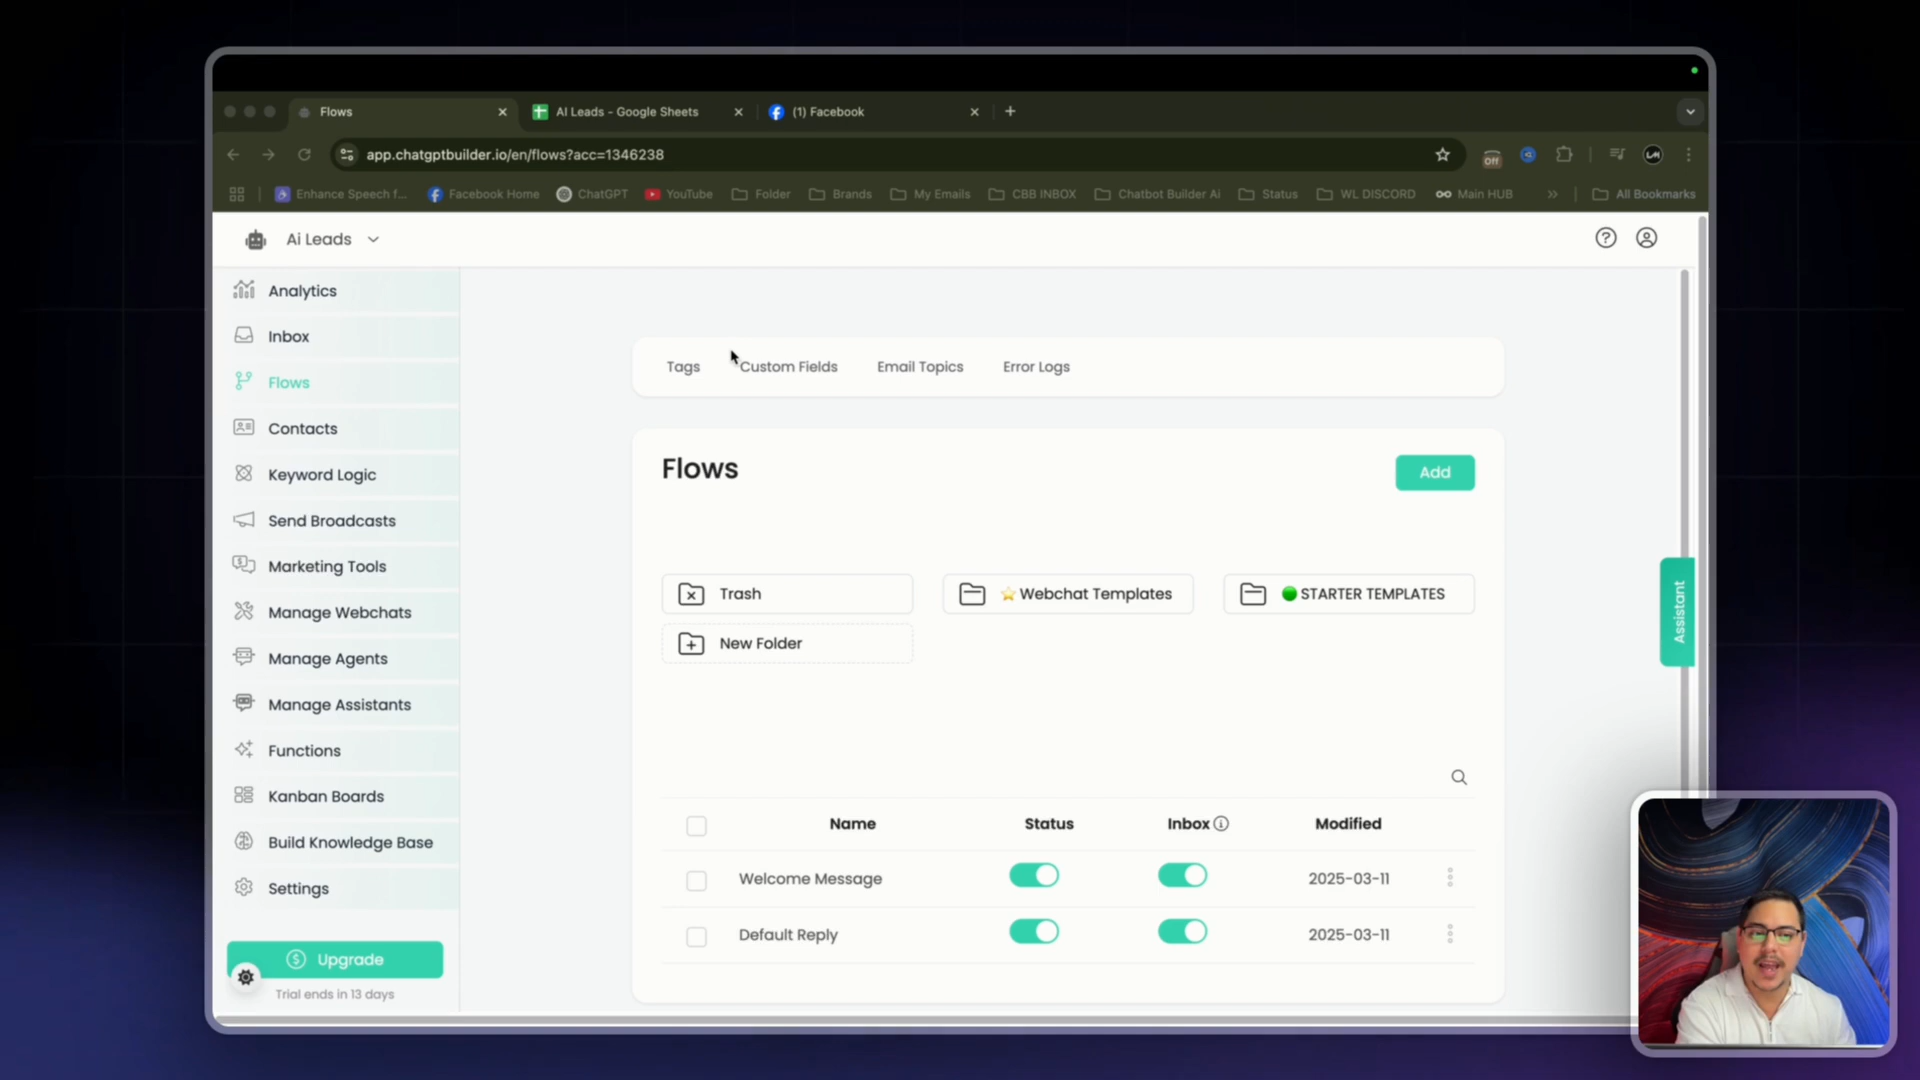 Flows
AI Leads - Google Sheets
(1) Facebook
app.chatgptbuilder.io/en/flows?acc=1346238
Off
Enhance Speech f...
Facebook Home
ChatGPT
YouTube
Folder
Brands
My Emails
CBB INBOX
Chatbot Builder Ai
Status
WL DISCORD
Main HUB
»
All Bookmarks
Ai Leads
Analytics
Inbox
Flows
Contacts
Keyword Logic
Send Broadcasts
Marketing Tools
Manage Webchats
Manage Agents
Manage Assistants
Functions
Kanban Boards
Build Knowledge Base
Settings
Upgrade
Trial ends in 13 days
Tags
Custom Fields
Email Topics
Error Logs
Flows
Add
Trash
Webchat Templates
STARTER TEMPLATES
New Folder
Name
Status
Inbox
Modified
Welcome Message
2025-03-11
Default Reply
2025-03-11
Assistant